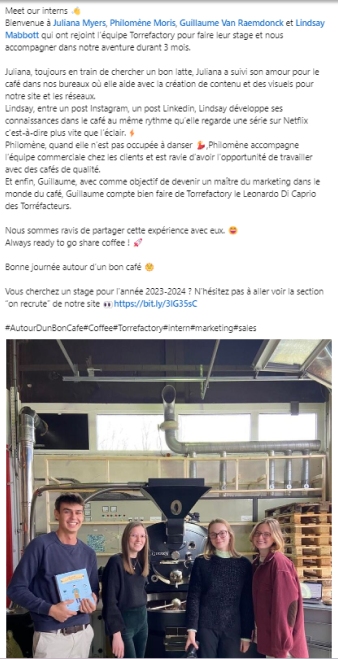 Meet our interns 👋
Bienvenue à Juliana Myers, Philomène Moris, Guillaume Van Raemdonck et Lindsay
Mabbott qui ont rejoint l'équipe Torrefactory pour faire leur stage et nous
accompagner dans notre aventure durant 3 mois.
Juliana, toujours en train de chercher un bon latte, Juliana a suivi son amour pour le
café dans nos bureaux où elle aide avec la création de contenu et des visuels pour
notre site et les réseaux.
Lindsay, entre un post Instagram, un post Linkedin, Lindsay développe ses
connaissances dans le café au même rythme qu'elle regarde une série sur Netflix
c'est-à-dire plus vite que l'éclair. ⚡
Philomène, quand elle n'est pas occupée à danser 💃,Philomène accompagne
l'équipe commerciale chez les clients et est ravie d'avoir l'opportunité de travailler
avec des cafés de qualité.
Et enfin, Guillaume, avec comme objectif de devenir un maître du marketing dans le
monde du café, Guillaume compte bien faire de Torrefactory le Leonardo Di Caprio
des Torréfacteurs.
Nous sommes ravis de partager cette expérience avec eux. 🤩
Always ready to go share coffee ! 🚀
Bonne journée autour d'un bon café
Vous cherchez un stage pour l'année 2023-2024 ? N'hésitez pas à aller voir la section
"on recrute" de notre site 👀https://bit.ly/3IG35sC
#AutourDunBonCafe#Coffee#Torrefactory#intern#marketing#sales